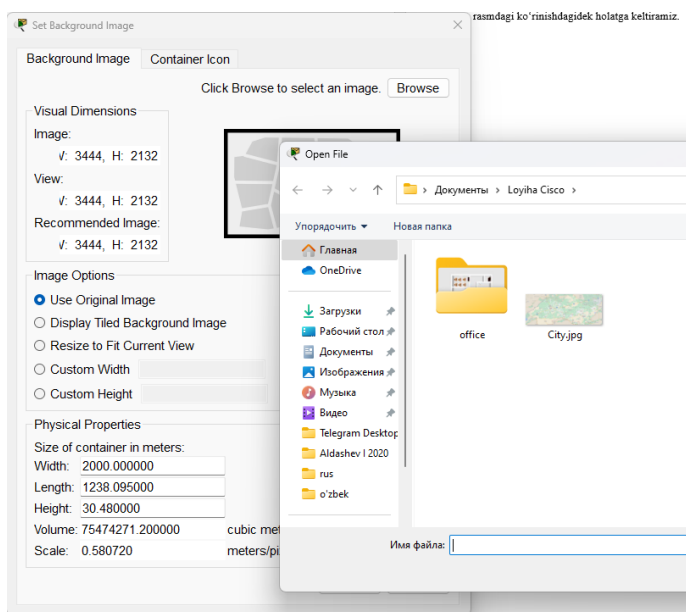 rasmdagi ko'rinishdagidek holatga keltiramiz.
Set Background Image
Background Image
Container Icon
Click Browse to select an image.
Browse
Visual Dimensions
Image:
V: 3444, H: 2132
View:
V: 3444, H: 2132
Recommended Image:
V: 3444, H: 2132
Image Options
Use Original Image
Display Tiled Background Image
Resize to Fit Current View
Custom Width
Custom Height
Physical Properties
Size of container in meters:
Width: 2000.000000
Length: 1238.095000
Height: 30.480000
Volume: 75474271.200000 cubic met
Scale: 0.580720 meters/pi
Open File
Документы > Loyiha Cisco >
Упорядочить
Новая папка
Главная
OneDrive
Загрузки
Рабочий стол
Документы
Изображения
Музыка
Видео
Telegram Desktop
Aldashev I 2020
rus
o'zbek
office
City.jpg
Имя файла: